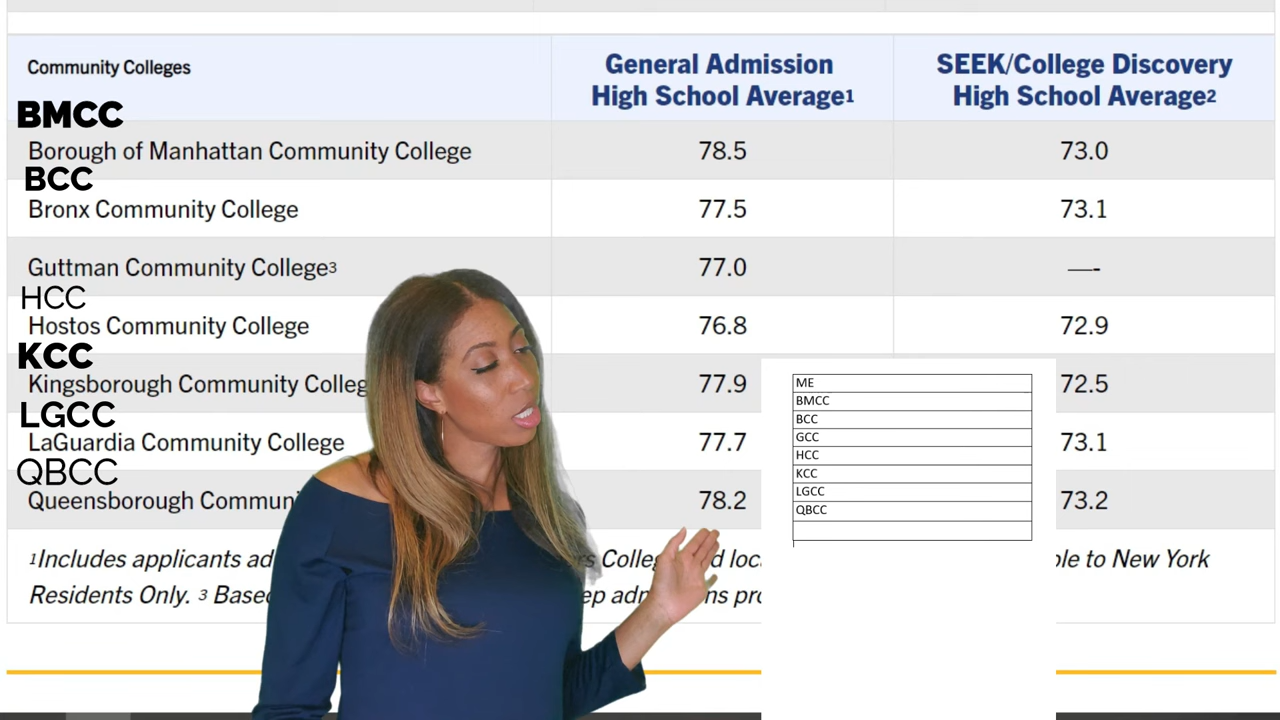 Community Colleges
General Admission
High School Average1
SEEK/College Discovery
High School Average2
BMCC
Borough of Manhattan Community College 78.5 73.0
BCC
Bronx Community College 77.5 73.1
Guttman Community College3 77.0 —-
HCC
Hostos Community College 76.8 72.9
KCC
Kingsborough Community Colleg 77.9 72.5
LGCC
LaGuardia Community College 77.7 73.1
QBCC
Queensborough Communi 78.2 73.2
1Includes applicants ad s Colleg d loc ble to New York
Residents Only. 3 Based ep adm ns pro
ME
BMCC
BCC
GCC
HCC
KCC
LGCC
QBCC